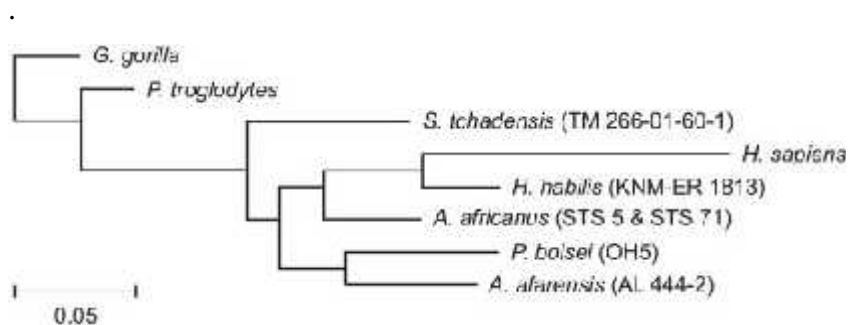 G. gorilla
P. troglodytes
S. tchadensis (TM 266-01-60-1)
H. sapiens
H. habilis (KNM-ER 1813)
A. africanus (STS 5 & STS 71)
P. boisei (OH5)
A. afarensis (AL 444-2)
0.05